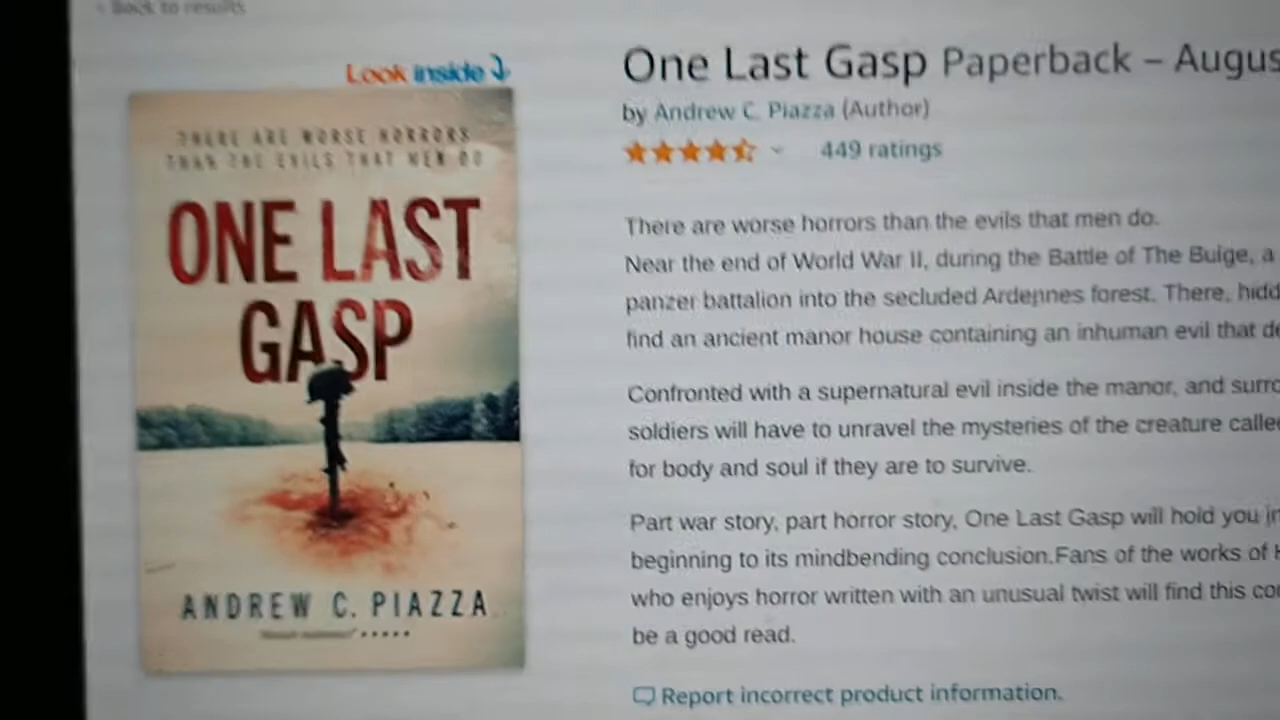 Back to results
Look inside
THERE ARE WORSE HORRORS
THAN THE EVILS THAT MEN DO
ONE LAST
GASP
ANDREW C. PIAZZA
One Last Gasp Paperback – Augus
by Andrew C. Piazza (Author)
449 ratings
There are worse horrors than the evils that men do.
Near the end of World War II, during the Battle of The Bulge, a
panzer battalion into the secluded Ardennes forest. There, hidd
find an ancient manor house containing an inhuman evil that de
Confronted with a supernatural evil inside the manor, and surro
soldiers will have to unravel the mysteries of the creature calle
for body and soul if they are to survive.
Part war story, part horror story, One Last Gasp will hold you in
beginning to its mindbending conclusion.Fans of the works of H
who enjoys horror written with an unusual twist will find this co
be a good read.
Report incorrect product information.